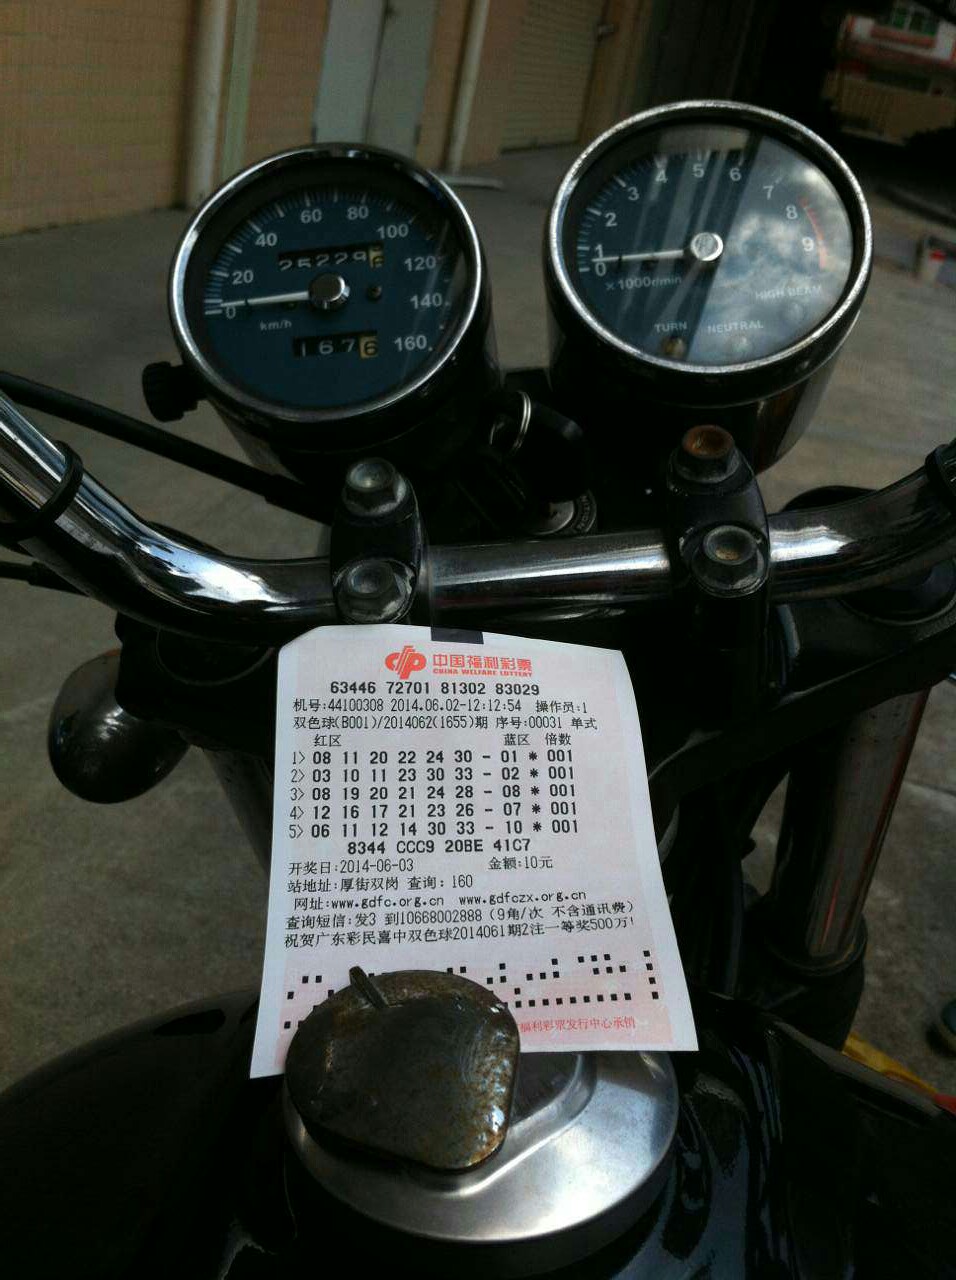 60 80
40 100
20 120
0 140
160
km/h
25229
1676
4 5 6
3 7
2 8
1 9
0
x 1000r/min
HIGH BEAM
TURN NEUTRAL
中国福利彩票
CHINA WELFARE LOTTERY
63446 72701 81302 83029
机号:44100308 2014.06.02-12:12:54 操作员:1
双色球(B001)/2014062(1655)期 序号:00031 单式
红区 蓝区 倍数
1> 08 11 20 22 24 30 - 01 * 001
2> 03 10 11 23 30 33 - 02 * 001
3> 08 19 20 21 24 28 - 08 * 001
4> 12 16 17 21 23 26 - 07 * 001
5> 06 11 12 14 30 33 - 10 * 001
8344 CCC9 20BE 41C7
开奖日:2014-06-03 金额:10元
站地址:厚街双岗 查询:160
网址:www.gdfc.org.cn www.gdfczx.org.cn
查询短信:发3 到10668002888(9角/次 不含通讯费)
祝贺广东彩民喜中双色球2014061期2注一等奖500万!
福利彩票发行中心承销